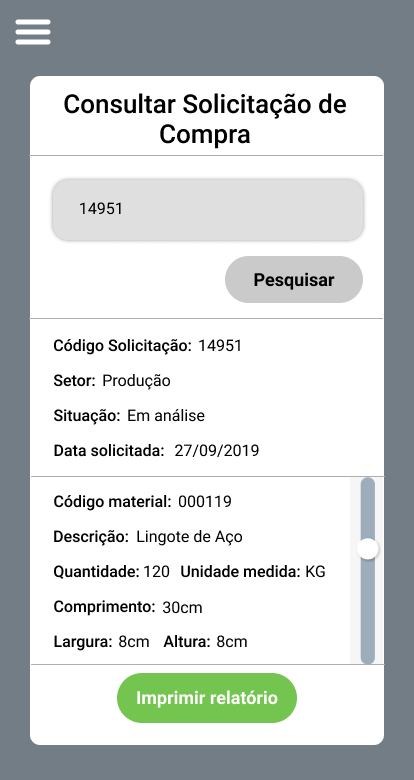 Consultar Solicitação de
Compra
14951
Pesquisar
Código Solicitação: 14951
Setor: Produção
Situação: Em análise
Data solicitada: 27/09/2019
Código material: 000119
Descrição: Lingote de Aço
Quantidade: 120 Unidade medida: KG
Comprimento: 30cm
Largura: 8cm Altura: 8cm
Imprimir relatório